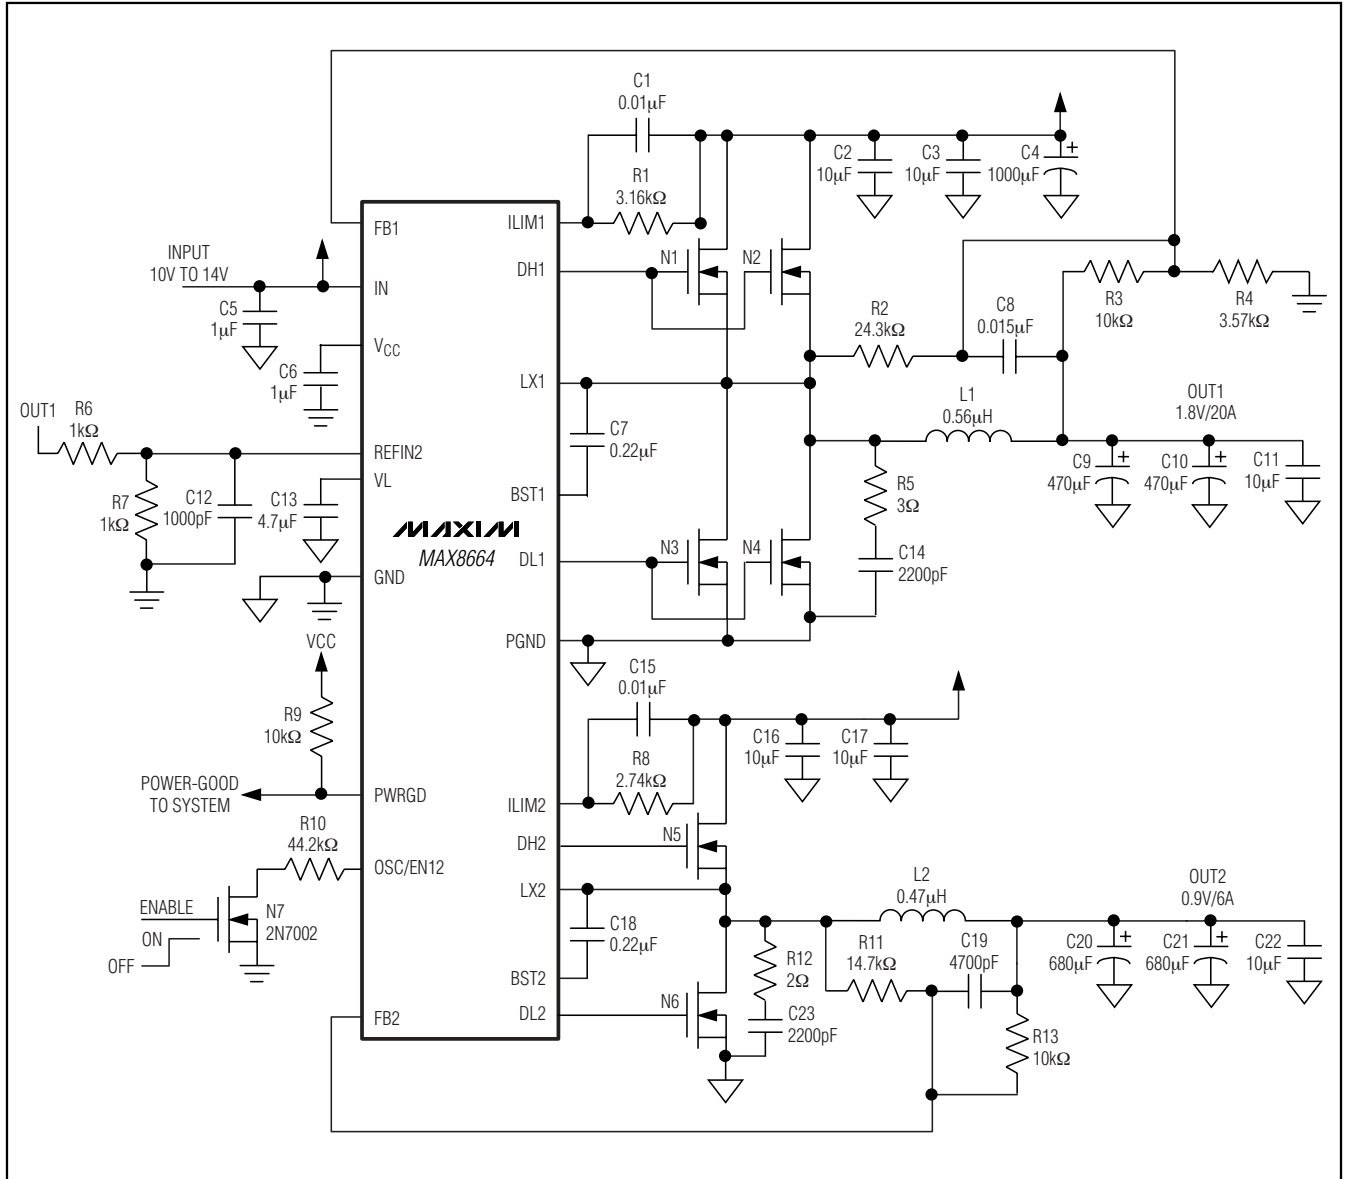 C1
0.01µF
R1
3.16kΩ
C2
10µF
C3
10µF
C4
1000µF
+
FB1
ILIM1
INPUT
10V TO 14V
IN
DH1
N1
N2
C5
1µF
VCC
C6
1µF
R2
24.3kΩ
C8
0.015µF
R3
10kΩ
R4
3.57kΩ
LX1
OUT1
R6
1kΩ
REFIN2
C7
0.22µF
L1
0.56µH
OUT1
1.8V/20A
VL
R7
1kΩ
C12
1000pF
C13
4.7µF
BST1
R5
3Ω
C9
470µF
+
C10
470µF
+
C11
10µF
MAXIM
MAX8664
DL1
N3
N4
C14
2200pF
GND
VCC
PGND
R9
10kΩ
C15
0.01µF
R8
2.74kΩ
C16
10µF
C17
10µF
POWER-GOOD
TO SYSTEM
PWRGD
ILIM2
R10
44.2kΩ
OSC/EN12
DH2
N5
ENABLE
ON
OFF
N7
2N7002
LX2
L2
0.47µH
OUT2
0.9V/6A
C18
0.22µF
BST2
R12
2Ω
R11
14.7kΩ
C19
4700pF
C20
680µF
+
C21
680µF
+
C22
10µF
FB2
DL2
N6
C23
2200pF
R13
10kΩ